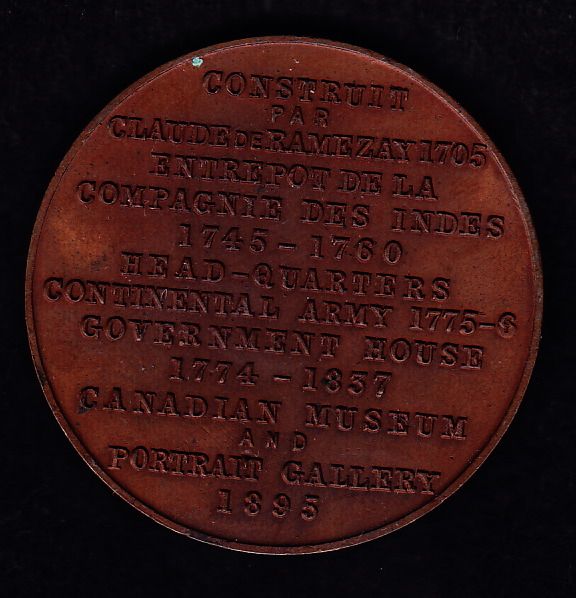 CONSTRUIT
PAR
CLAUDE DE RAMEZAY 1705
ENTREPOT DE LA
COMPAGNIE DES INDES
1745-1760
HEAD-QUARTERS
CONTINENTAL ARMY 1775-6
GOVERNMENT HOUSE
1774-1837
CANADIAN MUSEUM
AND
PORTRAIT GALLERY
1895